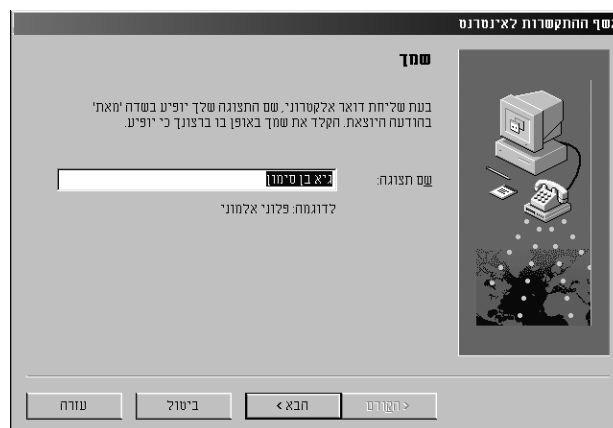 אשף ההתקשרות לאינטרנט
שמך
בעת שליחת דואר אלקטרוני, שם התצוגה שלך יופיע בשדה 'מאת'
בהודעה היוצאת. הקלד את שמך באופן בו ברצונך כי יופיע.
שם תצוגה: גיא בן סימון
לדוגמה: פלוני אלמוני
< הקודם הבא > ביטול עזרה